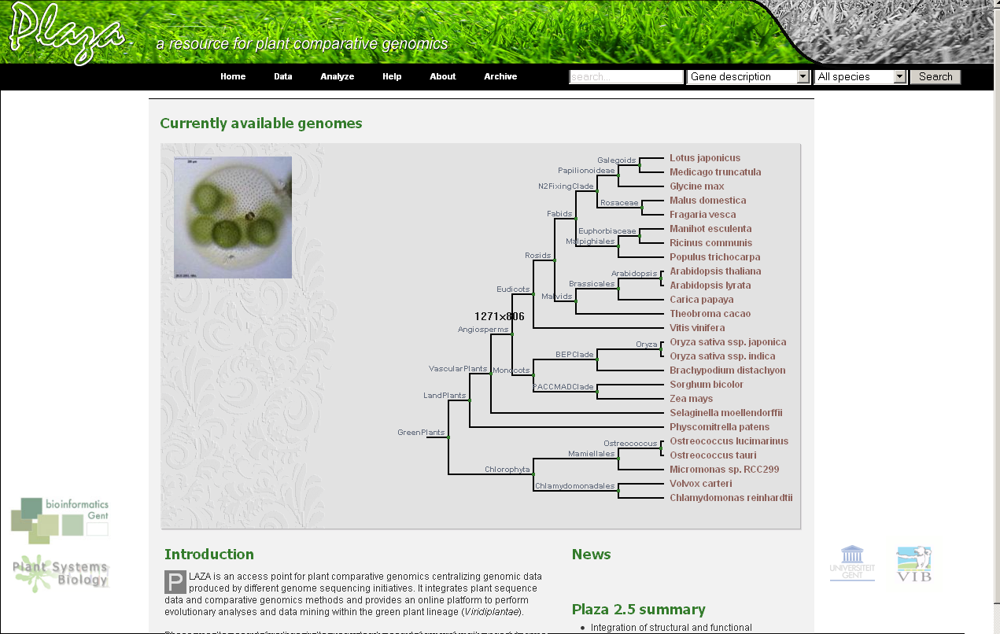 Plaza
a resource for plant comparative genomics
Home Data Analyze Help About Archive search... Gene description All species Search
Currently available genomes
Galegoids
Lotus japonicus
Papilionoideae
Medicago truncatula
N2FixingClade
Glycine max
Rosaceae
Malus domestica
Fabids
Fragaria vesca
Euphorbiaceae
Manihot esculenta
Malpighiales
Ricinus communis
Rosids
Populus trichocarpa
Arabidopsis
Arabidopsis thaliana
Brassicales
Arabidopsis lyrata
Eudicots
Malvids
Carica papaya
1271×806
Theobroma cacao
Angiosperms
Vitis vinifera
Oryza
Oryza sativa ssp. japonica
BEPClade
Oryza sativa ssp. indica
VascularPlants
Monocots
Brachypodium distachyon
PACCMADClade
Sorghum bicolor
LandPlants
Zea mays
Selaginella moellendorffii
GreenPlants
Physcomitrella patens
Ostreococcus
Ostreococcus lucimarinus
Mamiellales
Ostreococcus tauri
Chlorophyta
Micromonas sp. RCC299
Chlamydomonadales
Volvox carteri
Chlamydomonas reinhardtii
bioinformatics
Gent
Plant Systems
Biology
Introduction
PLAZA is an access point for plant comparative genomics centralizing genomic data
produced by different genome sequencing initiatives. It integrates plant sequence
data and comparative genomics methods and provides an online platform to perform
evolutionary analyses and data mining within the green plant lineage (Viridiplantae).
News
Plaza 2.5 summary
• Integration of structural and functional
UNIVERSITEIT
GENT
VIB